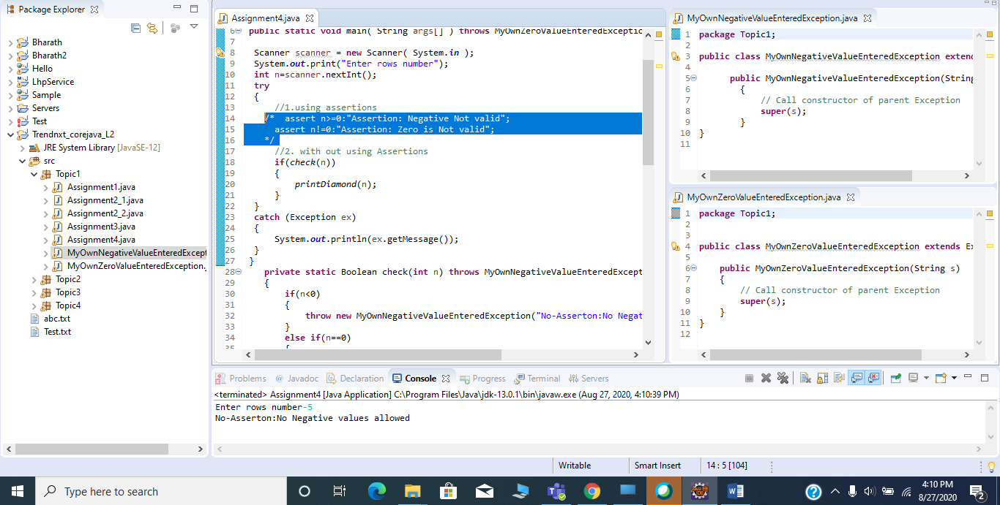 Package Explorer
Bharath
Bharath2
Hello
LhpService
Sample
Servers
Test
Trendnxt_corejava_L2
JRE System Library [JavaSE-12]
src
Topic1
Assignment1.java
Assignment2_1.java
Assignment2_2.java
Assignment3.java
Assignment4.java
MyOwnNegativeValueEnteredExcept
MyOwnZeroValueEnteredException.
Topic2
Topic3
Topic4
abc.txt
Test.txt
Assignment4.java
6 public static void main( String args[] ) throws MyOwnZeroValueEnteredExceptio
7
8 Scanner scanner = new Scanner( System.in );
9 System.out.print("Enter rows number");
10 int n=scanner.nextInt();
11 try
12 {
13 //1.using assertions
14 /* assert n>=0:"Assertion: Negative Not valid";
15 assert n!=0:"Assertion: Zero is Not valid";
16 */
17 //2. with out using Assertions
18 if(check(n))
19 {
20 printDiamond(n);
21 }
22 }
23 catch (Exception ex)
24 {
25 System.out.println(ex.getMessage());
26 }
27 }
28 private static Boolean check(int n) throws MyOwnNegativeValueEnteredExcept
29 {
30 if(n<0)
31 {
32 throw new MyOwnNegativeValueEnteredException("No-Asserton:No Negat
33 }
34 else if(n==0)
35 {
MyOwnNegativeValueEnteredException.java
1 package Topic1;
2
3 public class MyOwnNegativeValueEnteredException extend
4
5 public MyOwnNegativeValueEnteredException(String
6 {
7 // Call constructor of parent Exception
8 super(s);
9 }
10 }
11
MyOwnZeroValueEnteredException.java
1 package Topic1;
2
3
4 public class MyOwnZeroValueEnteredException extends Ex
5
6 public MyOwnZeroValueEnteredException(String s)
7 {
8 // Call constructor of parent Exception
9 super(s);
10 }
11 }
12
Problems @ Javadoc Declaration Console Progress Terminal Servers
<terminated> Assignment4 [Java Application] C:\Program Files\Java\jdk-13.0.1\bin\javaw.exe (Aug 27, 2020, 4:10:39 PM)
Enter rows number-5
No-Asserton:No Negative values allowed
Writable Smart Insert 14 : 5 [104]
Type here to search
4:10 PM
8/27/2020
2